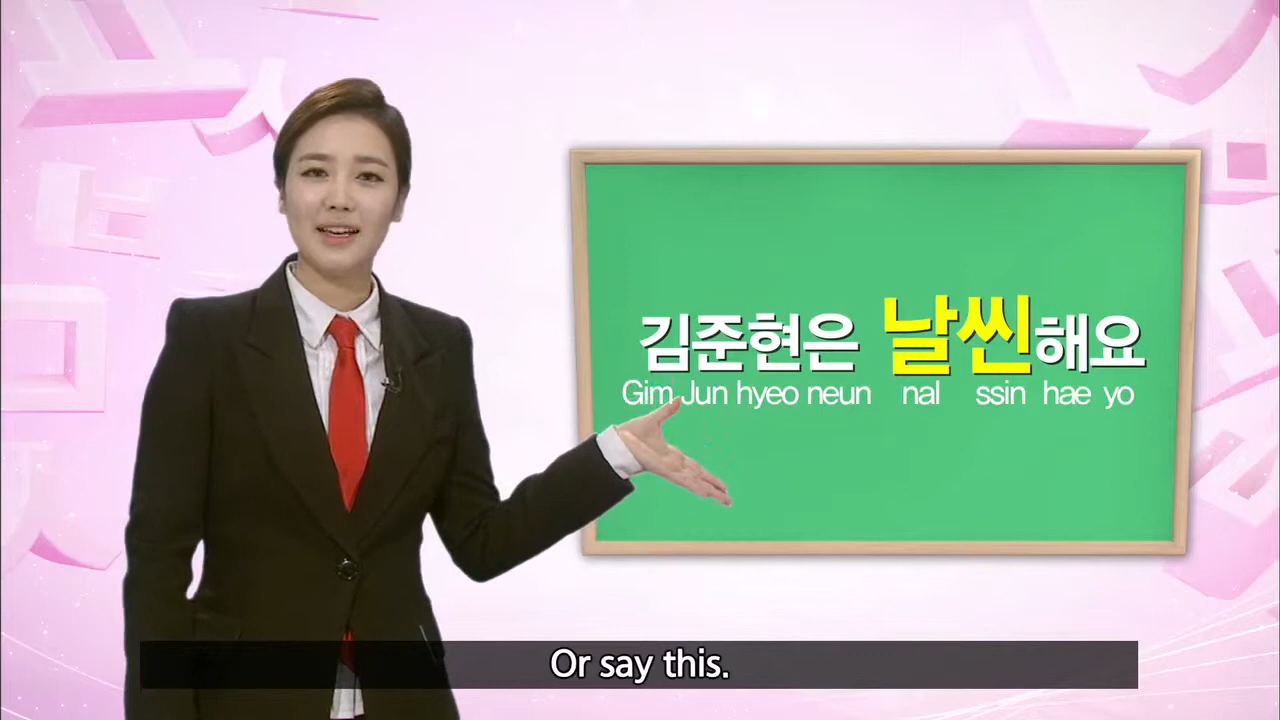 김준현은 날씬해요
Gim Jun hyeo neun nal ssin hae yo
Or say this.